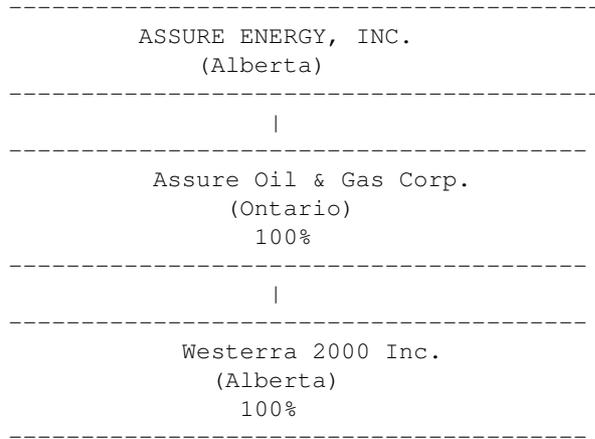 -----------------------------------------
ASSURE ENERGY, INC.
(Alberta)
-----------------------------------------
|
----------------------------------------
Assure Oil & Gas Corp.
(Ontario)
100%
----------------------------------------
|
----------------------------------------
Westerra 2000 Inc.
(Alberta)
100%
----------------------------------------